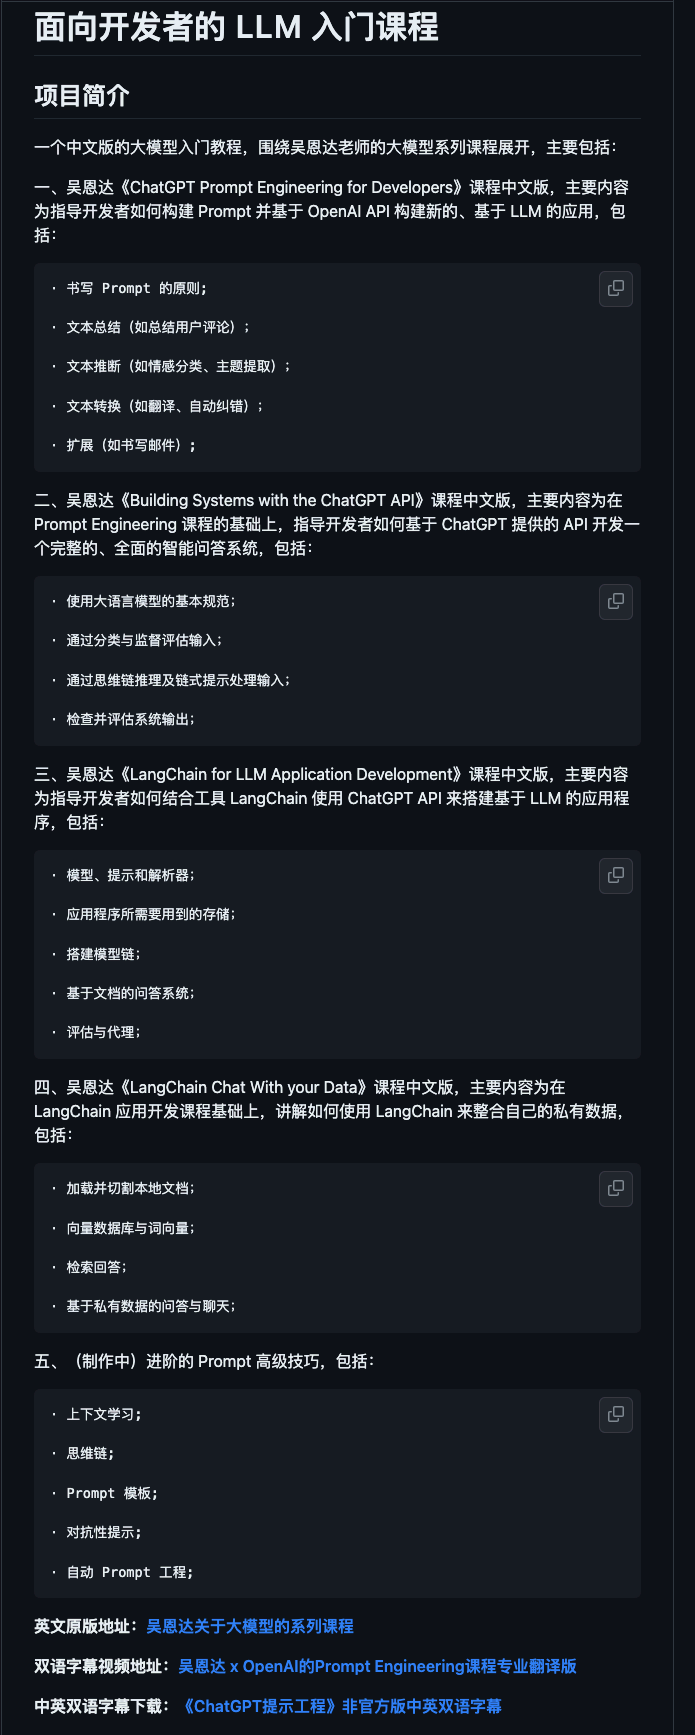 面向开发者的 LLM 入门课程
项目简介
一个中文版的大模型入门教程，围绕吴恩达老师的大模型系列课程展开，主要包括：
一、吴恩达《ChatGPT Prompt Engineering for Developers》课程中文版，主要内容
为指导开发者如何构建 Prompt 并基于 OpenAI API 构建新的、基于 LLM 的应用，包
括：
· 书写 Prompt 的原则;
· 文本总结（如总结用户评论）；
· 文本推断（如情感分类、主题提取）；
· 文本转换（如翻译、自动纠错）；
· 扩展（如书写邮件）;
二、吴恩达《Building Systems with the ChatGPT API》课程中文版，主要内容为在
Prompt Engineering 课程的基础上，指导开发者如何基于 ChatGPT 提供的 API 开发一
个完整的、全面的智能问答系统，包括：
· 使用大语言模型的基本规范；
· 通过分类与监督评估输入；
· 通过思维链推理及链式提示处理输入；
· 检查并评估系统输出；
三、吴恩达《LangChain for LLM Application Development》课程中文版，主要内容
为指导开发者如何结合工具 LangChain 使用 ChatGPT API 来搭建基于 LLM 的应用程
序，包括：
· 模型、提示和解析器；
· 应用程序所需要用到的存储；
· 搭建模型链；
· 基于文档的问答系统；
· 评估与代理；
四、吴恩达《LangChain Chat With your Data》课程中文版，主要内容为在
LangChain 应用开发课程基础上，讲解如何使用 LangChain 来整合自己的私有数据，
包括：
· 加载并切割本地文档；
· 向量数据库与词向量；
· 检索回答；
· 基于私有数据的问答与聊天；
五、（制作中）进阶的 Prompt 高级技巧，包括：
· 上下文学习;
· 思维链;
· Prompt 模板;
· 对抗性提示;
· 自动 Prompt 工程;
英文原版地址：吴恩达关于大模型的系列课程
双语字幕视频地址：吴恩达 x OpenAI的Prompt Engineering课程专业翻译版
中英双语字幕下载：《ChatGPT提示工程》非官方版中英双语字幕